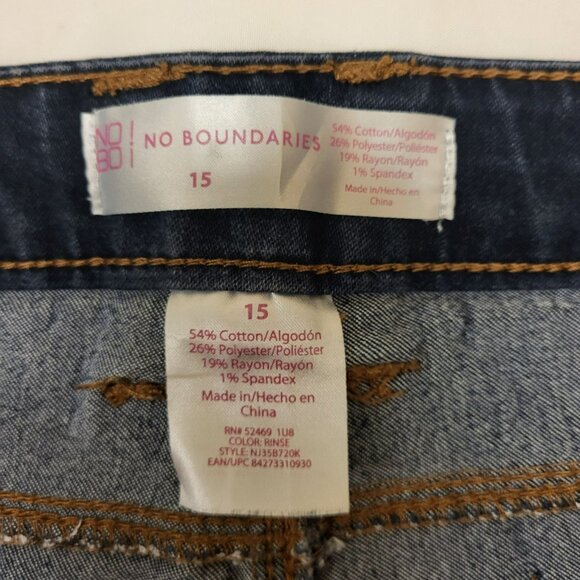 NO
BO
NO BOUNDARIES
15
54% Cotton/Algodón
26% Polyester/Poliéster
19% Rayon/Rayón
1% Spandex
Made in/Hecho en
China
15
54% Cotton/Algodón
26% Polyester/Poliéster
19% Rayon/Rayón
1% Spandex
Made in/Hecho en
China
RN# 52469 1U8
COLOR: RINSE
STYLE: NJ35B720K
EAN/UPC 84273310930